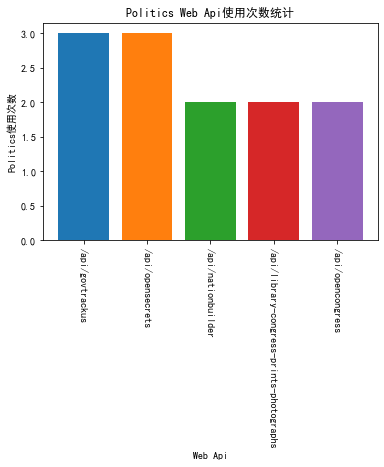 Politics Web Api使用次数统计
Politics使用次数
3.0
2.5
2.0
1.5
1.0
0.5
0.0
/api/govtrackus
/api/opensecrets
/api/nationbuilder
/api/library-congress-prints-photographs
/api/opencongress
Web Api